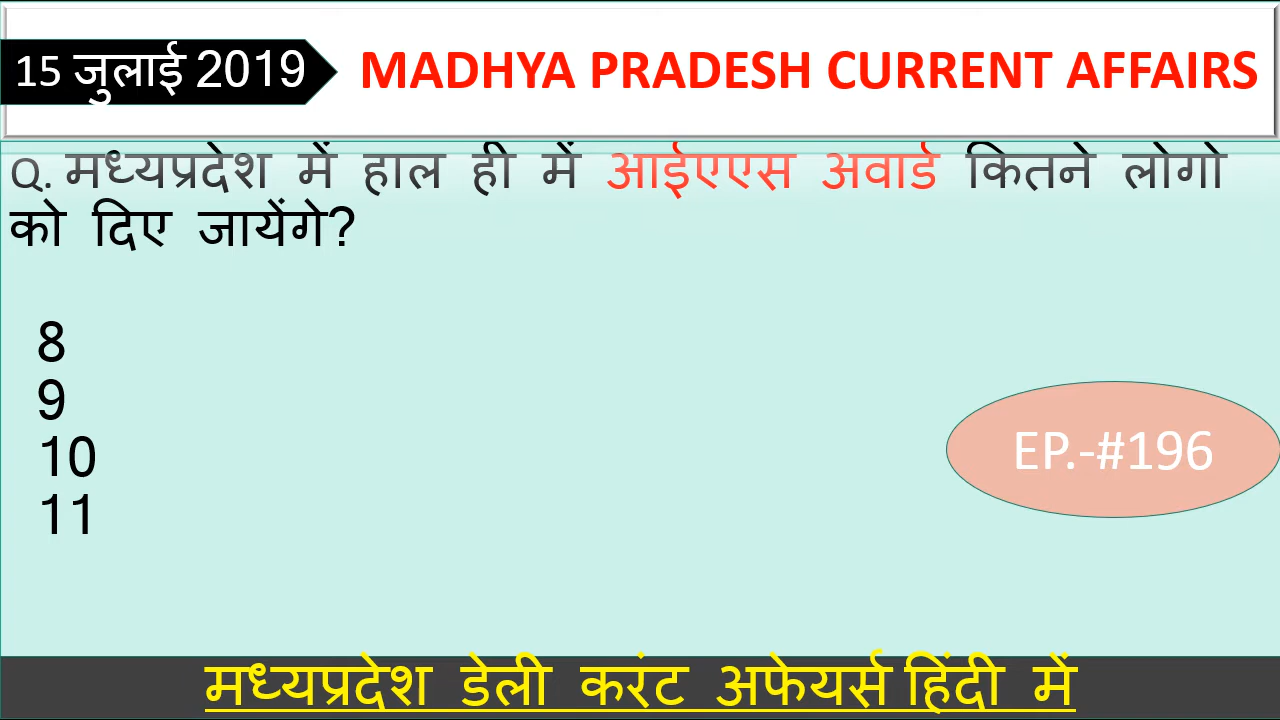 15 जुलाई 2019
MADHYA PRADESH CURRENT AFFAIRS
Q. मध्यप्रदेश में हाल ही में आईएएस अवार्ड कितने लोगो
को दिए जायेंगे?
8
9
10
11
EP.-#196
मध्यप्रदेश डेली करंट अफेयर्स हिंदी में